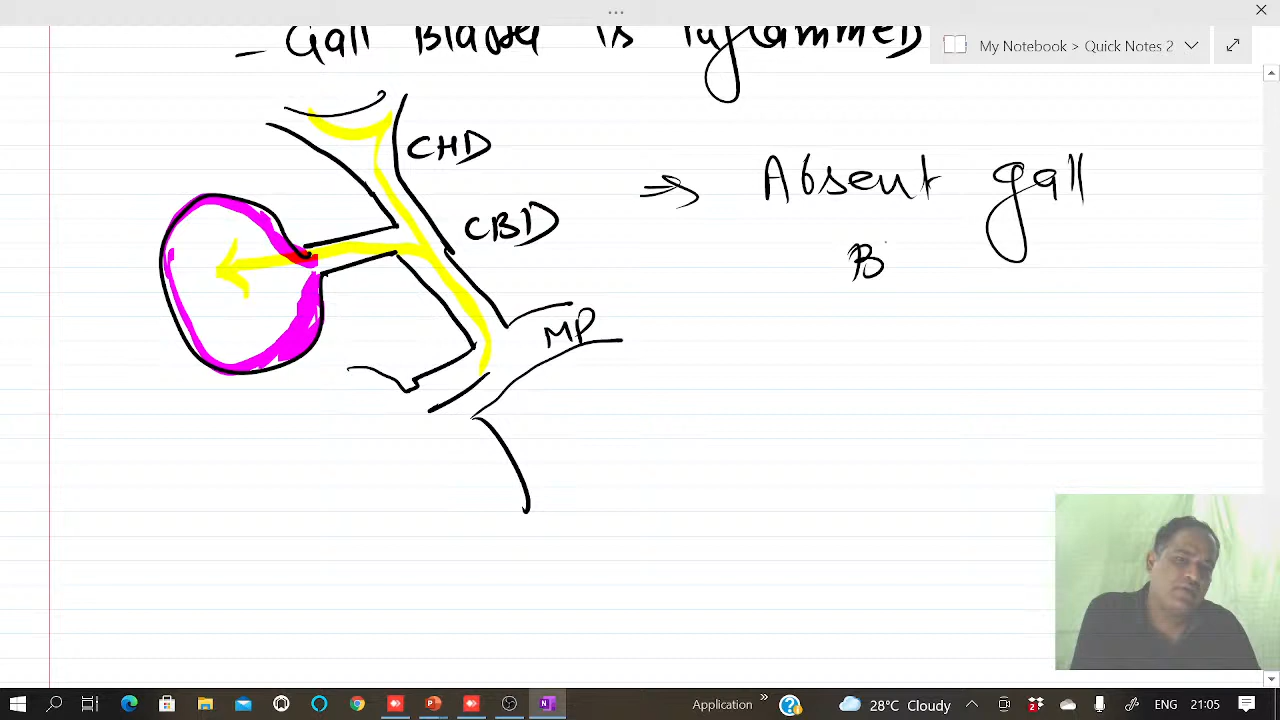 - Gall Bladder is Inflammed
My Notebook > Quick Notes 2
CHD
⇒ Absent gall
CBD
B
MP
Application
»
28°C Cloudy
ENG
21:05